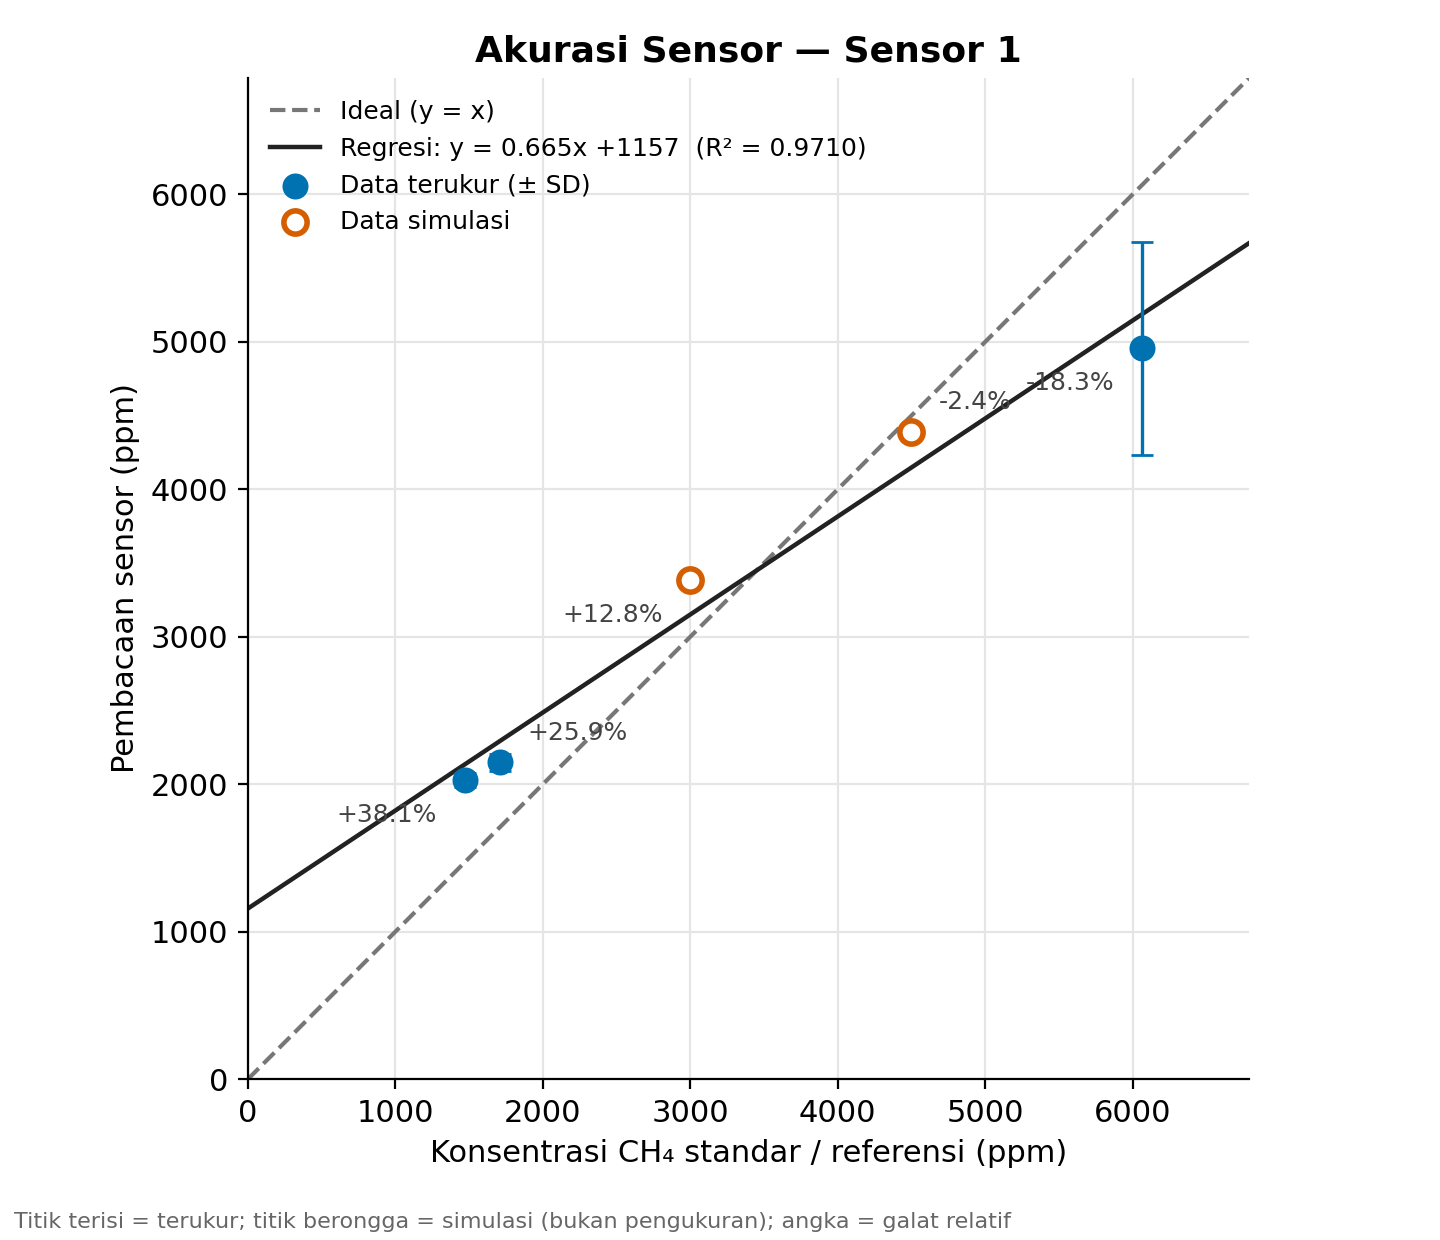 Akurasi Sensor — Sensor 1
Ideal (y = x)
Regresi: y = 0.665x +1157  (R² = 0.9710)
Data terukur (± SD)
Data simulasi
Pembacaan sensor (ppm)
6000
5000
4000
3000
2000
1000
0
-18.3%
-2.4%
+12.8%
+25.9%
+38.1%
0 1000 2000 3000 4000 5000 6000
Konsentrasi CH₄ standar / referensi (ppm)
Titik terisi = terukur; titik berongga = simulasi (bukan pengukuran); angka = galat relatif